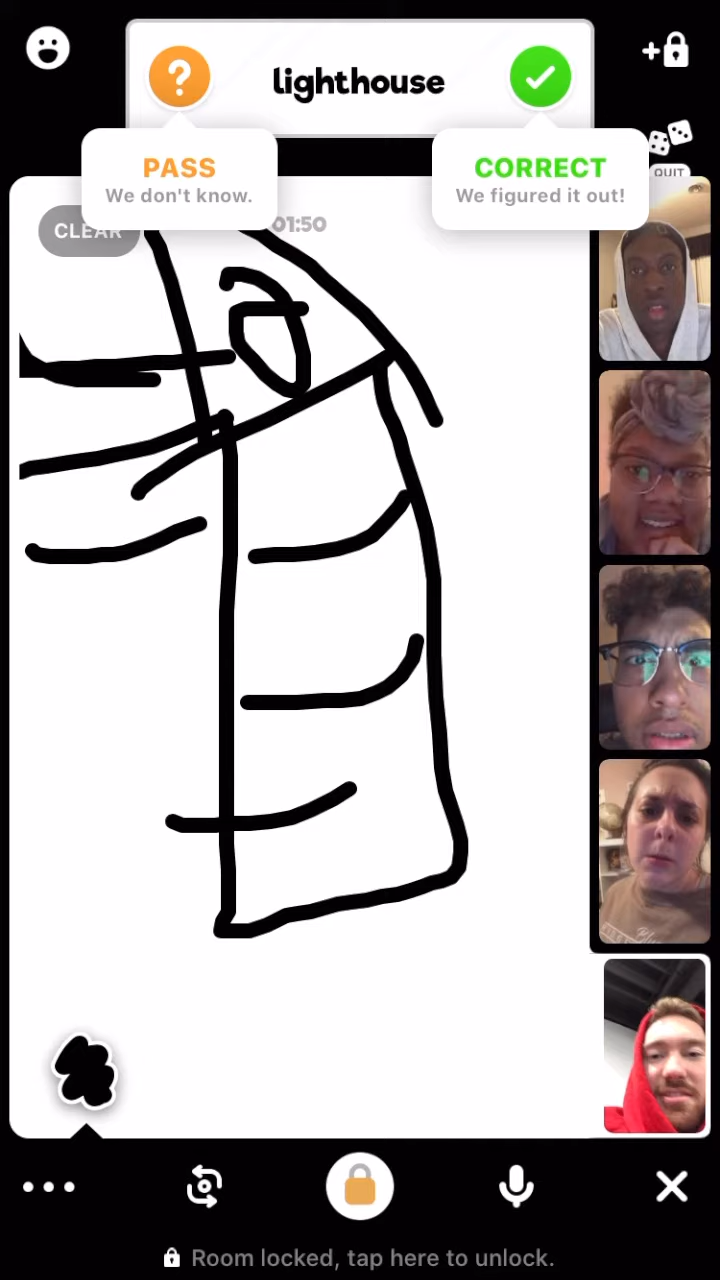 lighthouse
PASS
We don't know.
CORRECT
We figured it out!
QUIT
CLEAR
01:50
Room locked, tap here to unlock.